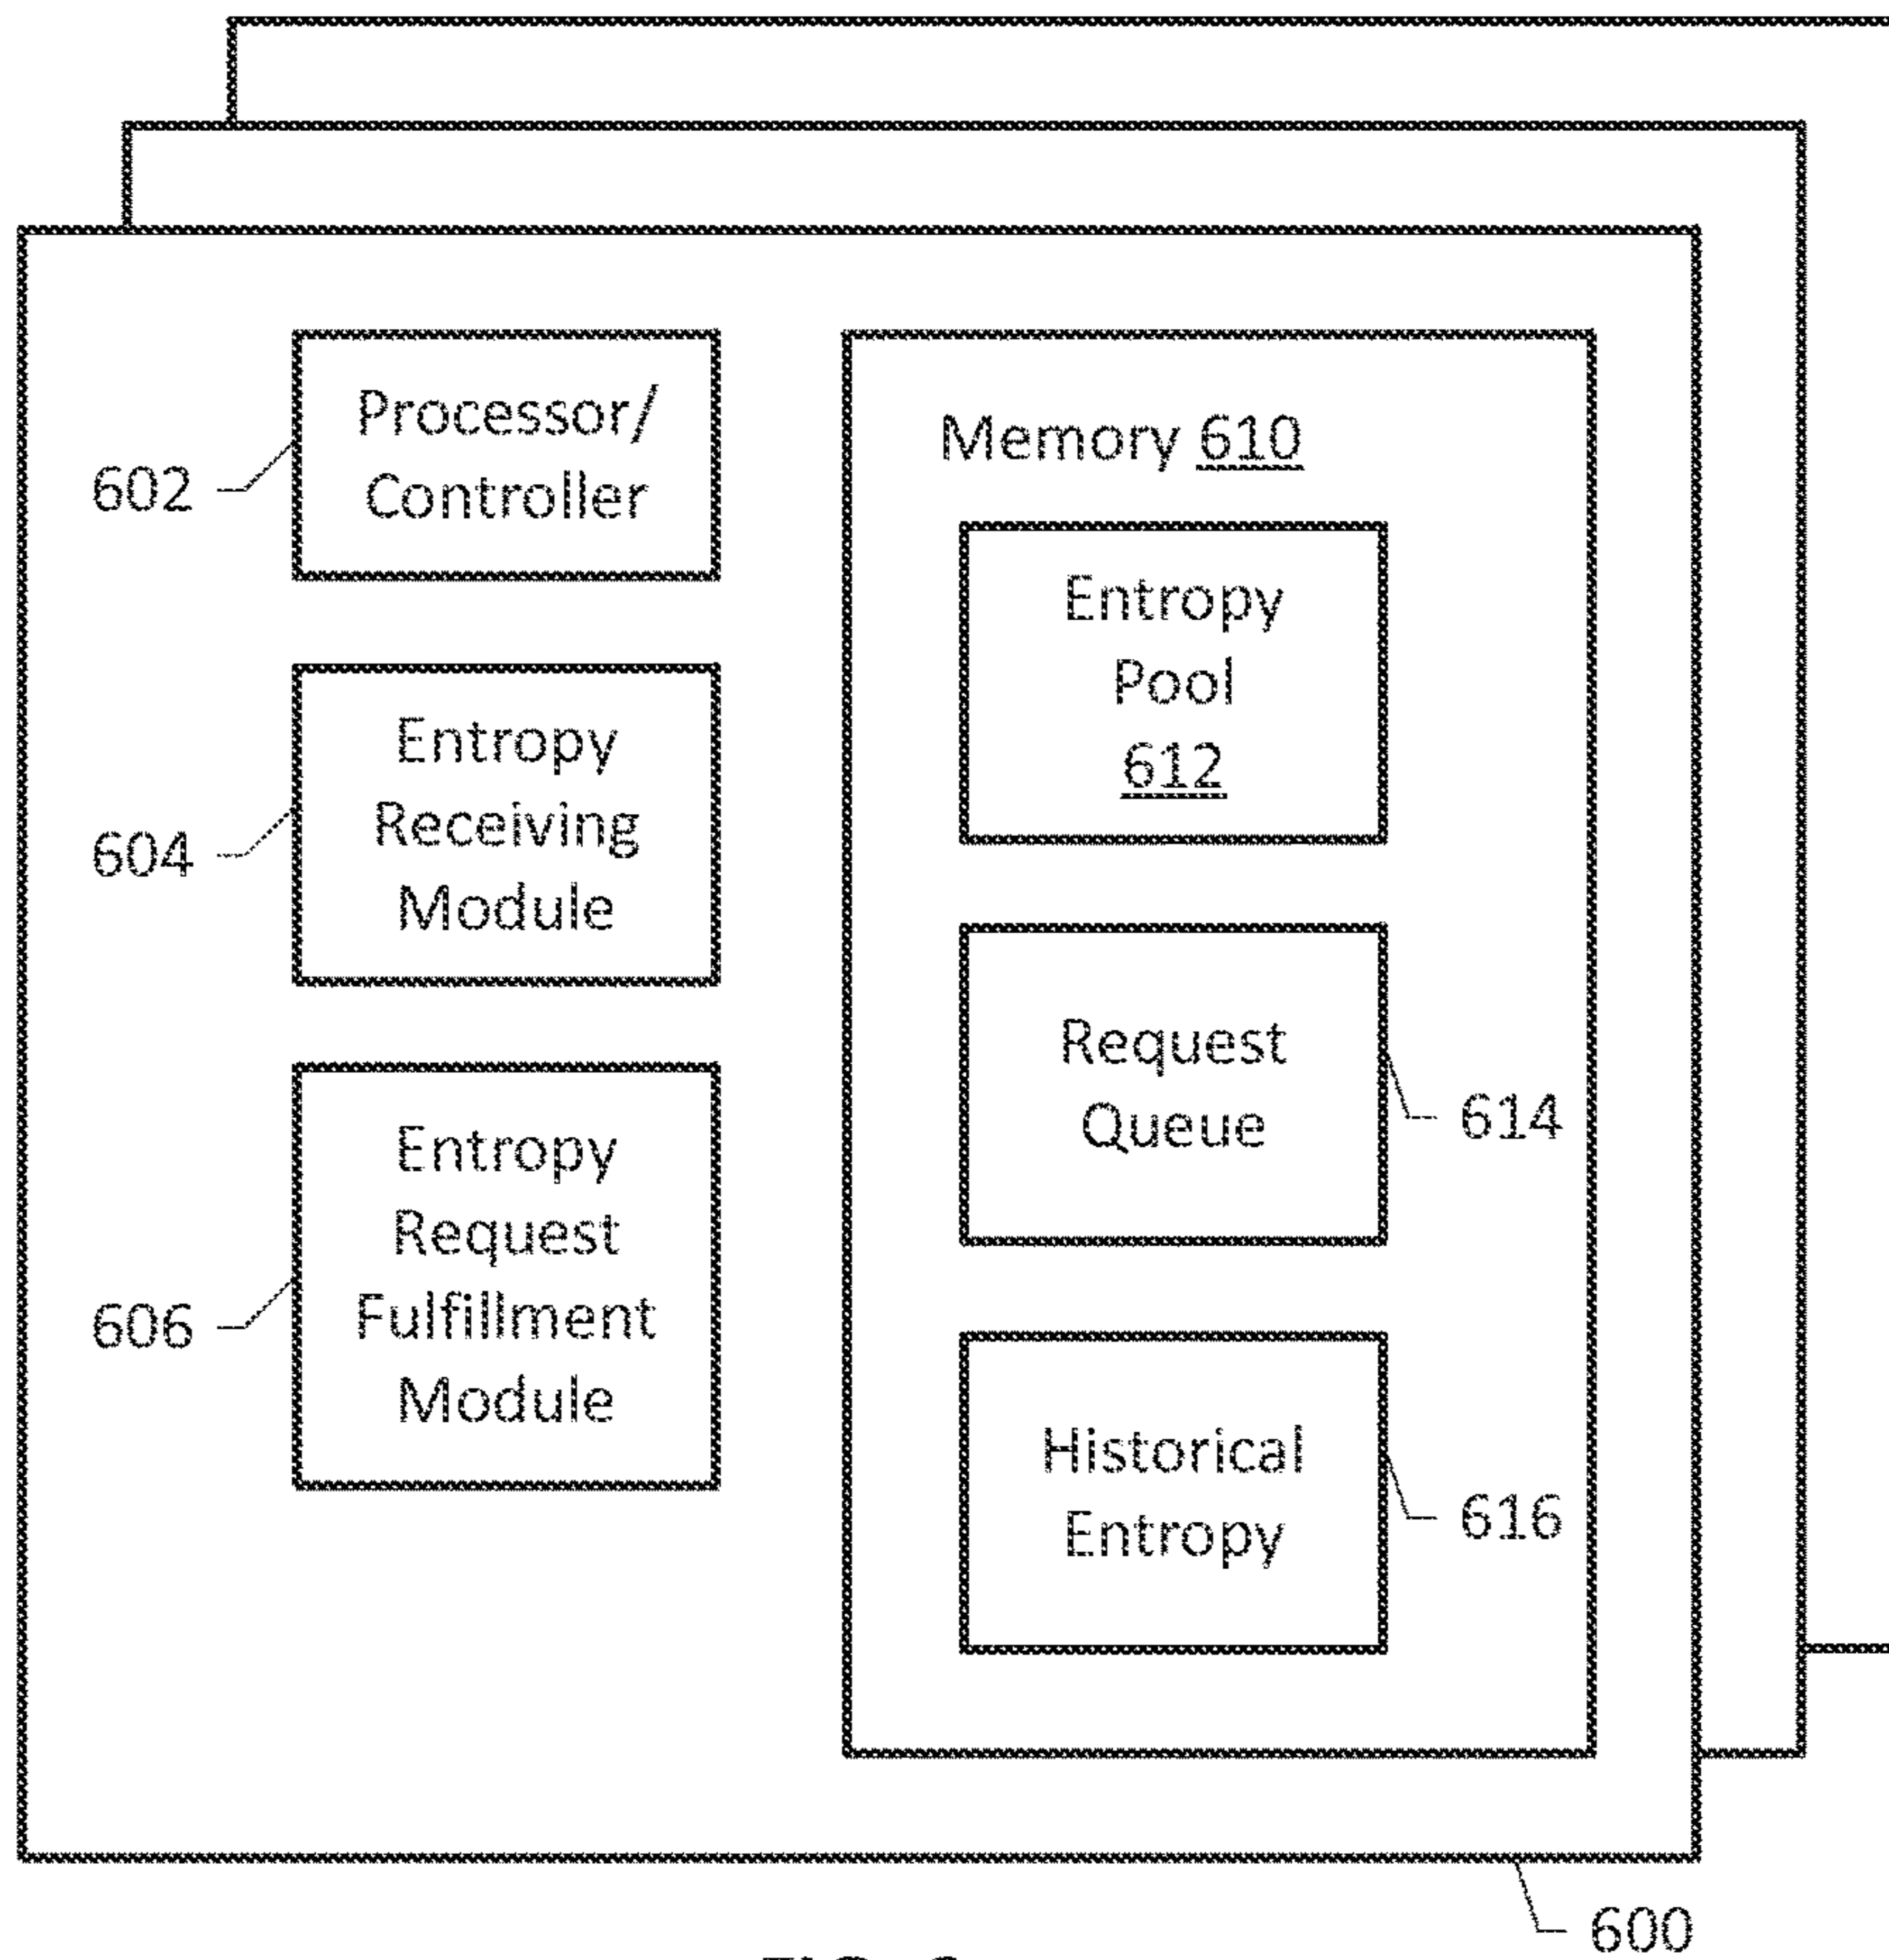 Processor/
Controller
602
Entropy
Receiving
Module
604
Entropy
Request
Fulfillment
Module
606
Memory 610
Entropy
Pool
612
Request
Queue
614
Historical
Entropy
616
600